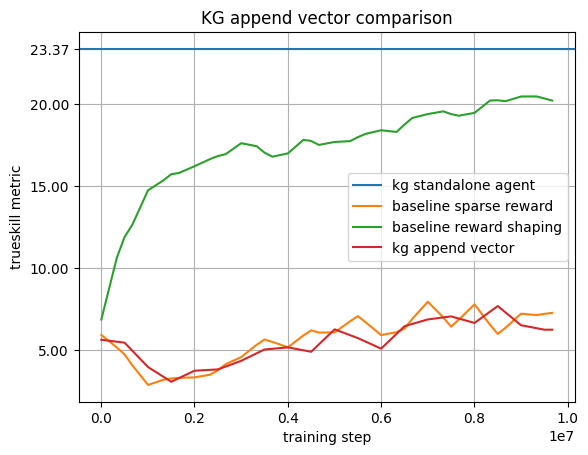 KG append vector comparison
trueskill metric
23.37
20.00
15.00
10.00
5.00
kg standalone agent
baseline sparse reward
baseline reward shaping
kg append vector
0.0
0.2
0.4
0.6
0.8
1.0
1e7
training step